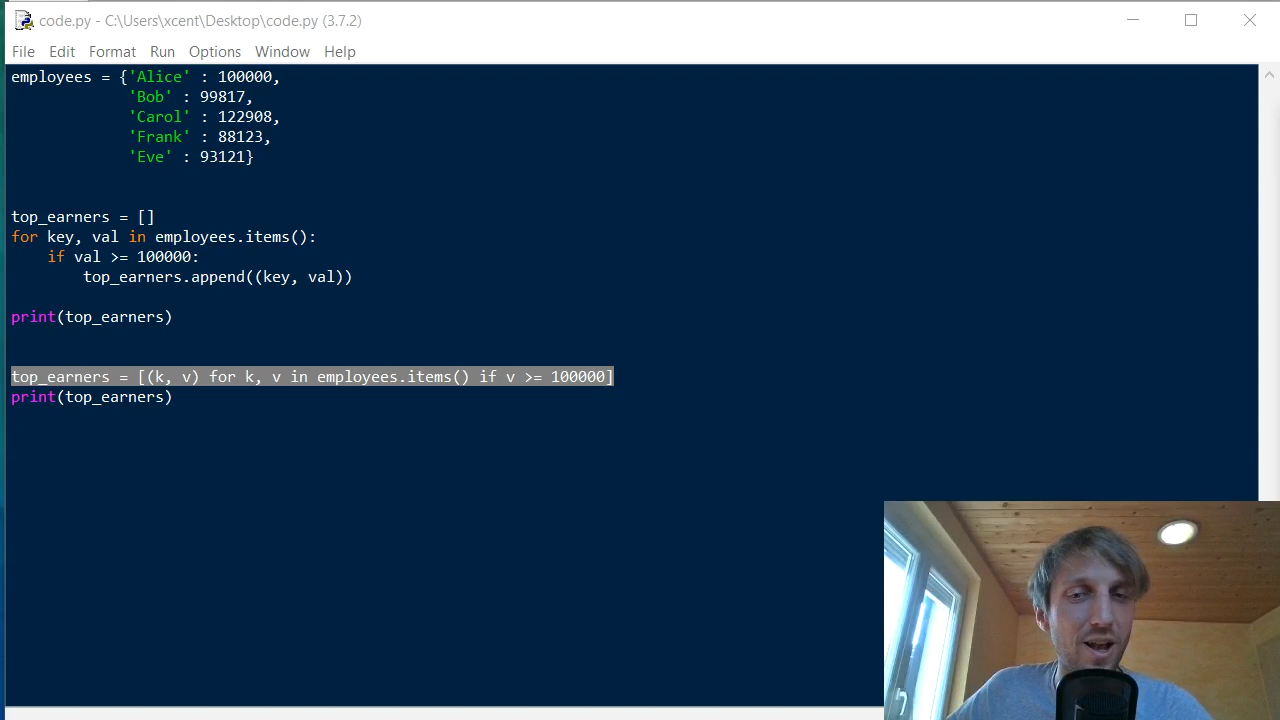 code.py - C:\Users\xcent\Desktop\code.py (3.7.2)
File Edit Format Run Options Window Help
employees = {'Alice' : 100000,
             'Bob' : 99817,
             'Carol' : 122908,
             'Frank' : 88123,
             'Eve' : 93121}
top_earners = []
for key, val in employees.items():
    if val >= 100000:
        top_earners.append((key, val))
print(top_earners)
top_earners = [(k, v) for k, v in employees.items() if v >= 100000]
print(top_earners)